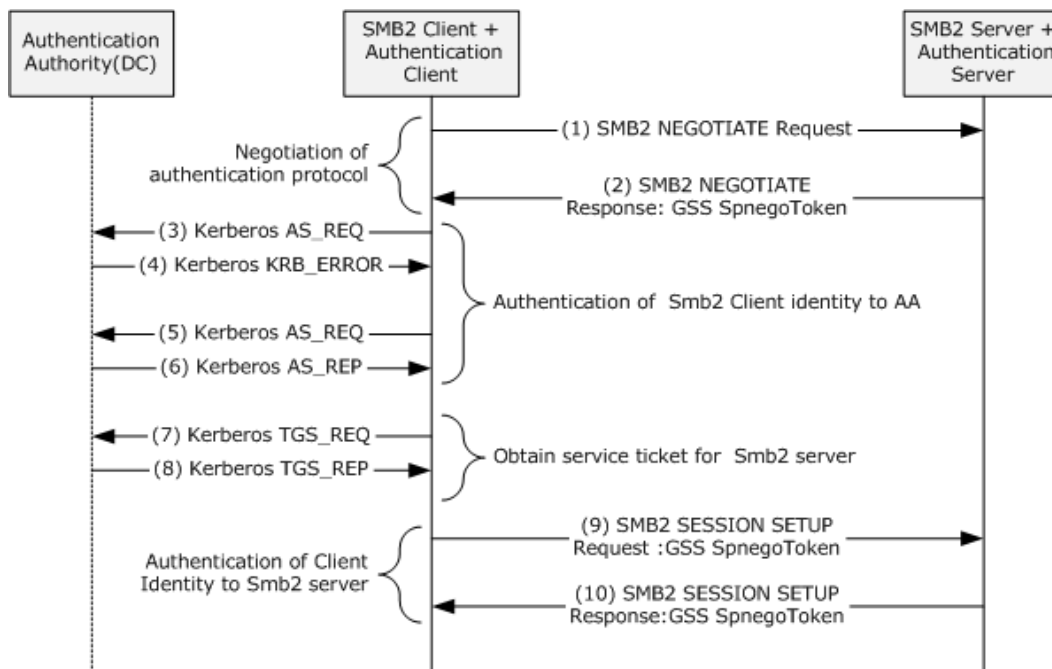 Authentication
Authority(DC)
SMB2 Client +
Authentication
Client
SMB2 Server +
Authentication
Server
(1) SMB2 NEGOTIATE Request
Negotiation of
authentication protocol
(2) SMB2 NEGOTIATE
Response: GSS SpnegoToken
(3) Kerberos AS_REQ
(4) Kerberos KRB_ERROR
Authentication of Smb2 Client identity to AA
(5) Kerberos AS_REQ
(6) Kerberos AS_REP
(7) Kerberos TGS_REQ
Obtain service ticket for Smb2 server
(8) Kerberos TGS_REP
(9) SMB2 SESSION SETUP
Request :GSS SpnegoToken
Authentication of Client
Identity to Smb2 server
(10) SMB2 SESSION SETUP
Response:GSS SpnegoToken